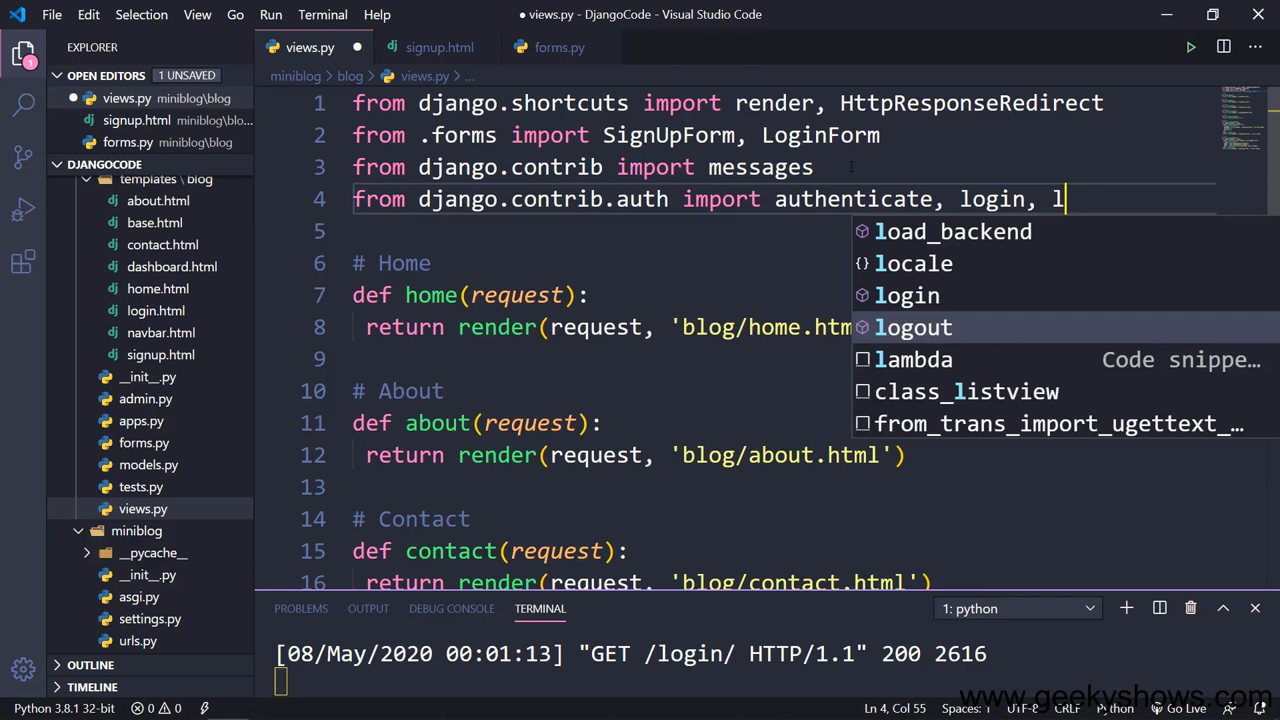 File Edit Selection View Go Run Terminal Help
● views.py - DjangoCode - Visual Studio Code
EXPLORER
OPEN EDITORS 1 UNSAVED
views.py miniblog\blog
signup.html miniblog\blo...
forms.py miniblog\blog
DJANGOCODE
templates \ blog
about.html
base.html
contact.html
dashboard.html
home.html
login.html
navbar.html
signup.html
__init__.py
admin.py
apps.py
forms.py
models.py
tests.py
views.py
miniblog
__pycache__
__init__.py
asgi.py
settings.py
urls.py
OUTLINE
TIMELINE
1
views.py signup.html forms.py
miniblog > blog > views.py > ...
1 from django.shortcuts import render, HttpResponseRedirect
2 from .forms import SignUpForm, LoginForm
3 from django.contrib import messages
4 from django.contrib.auth import authenticate, login, l
5
6 # Home
7 def home(request):
8 return render(request, 'blog/home.htm
9
10 # About
11 def about(request):
12 return render(request, 'blog/about.html')
13
14 # Contact
15 def contact(request):
16 return render(request, 'blog/contact.html')
load_backend
locale
login
logout
lambda Code snippe...
class_listview
from_trans_import_ugettext_...
PROBLEMS OUTPUT DEBUG CONSOLE TERMINAL 1: python
[08/May/2020 00:01:13] "GET /login/ HTTP/1.1" 200 2616
www.geekyshows.com
Python 3.8.1 32-bit 0 0 Ln 4, Col 55 Spaces: 1 UTF-8 CRLF Python Go Live